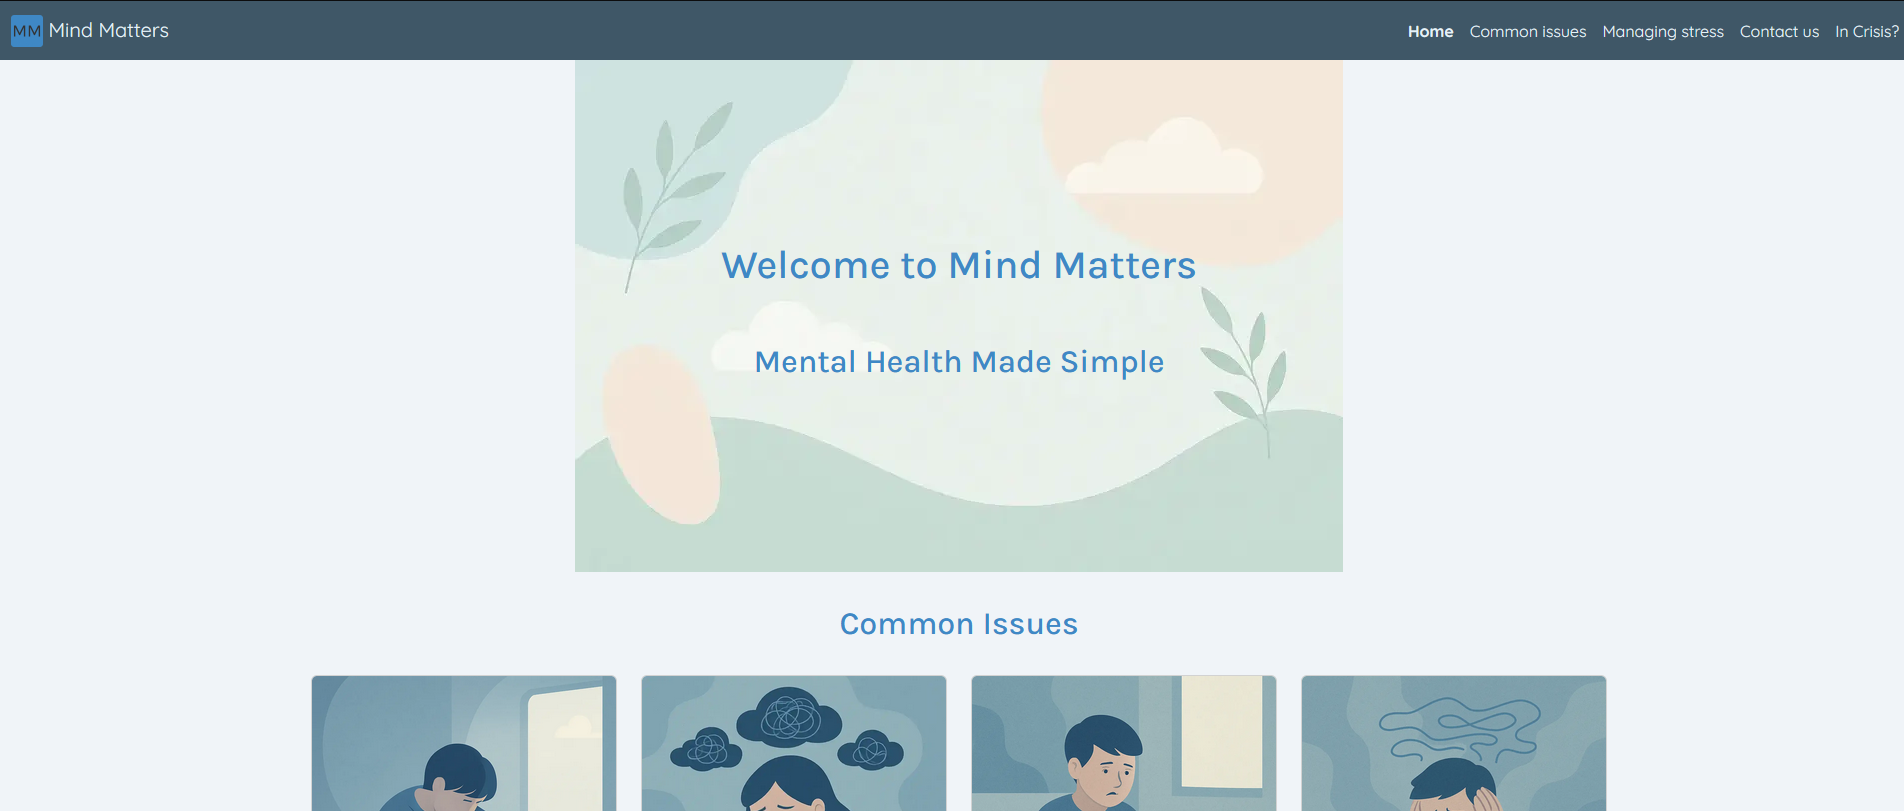 MM Mind Matters
Home Common issues Managing stress Contact us In Crisis?
Welcome to Mind Matters
Mental Health Made Simple
Common Issues